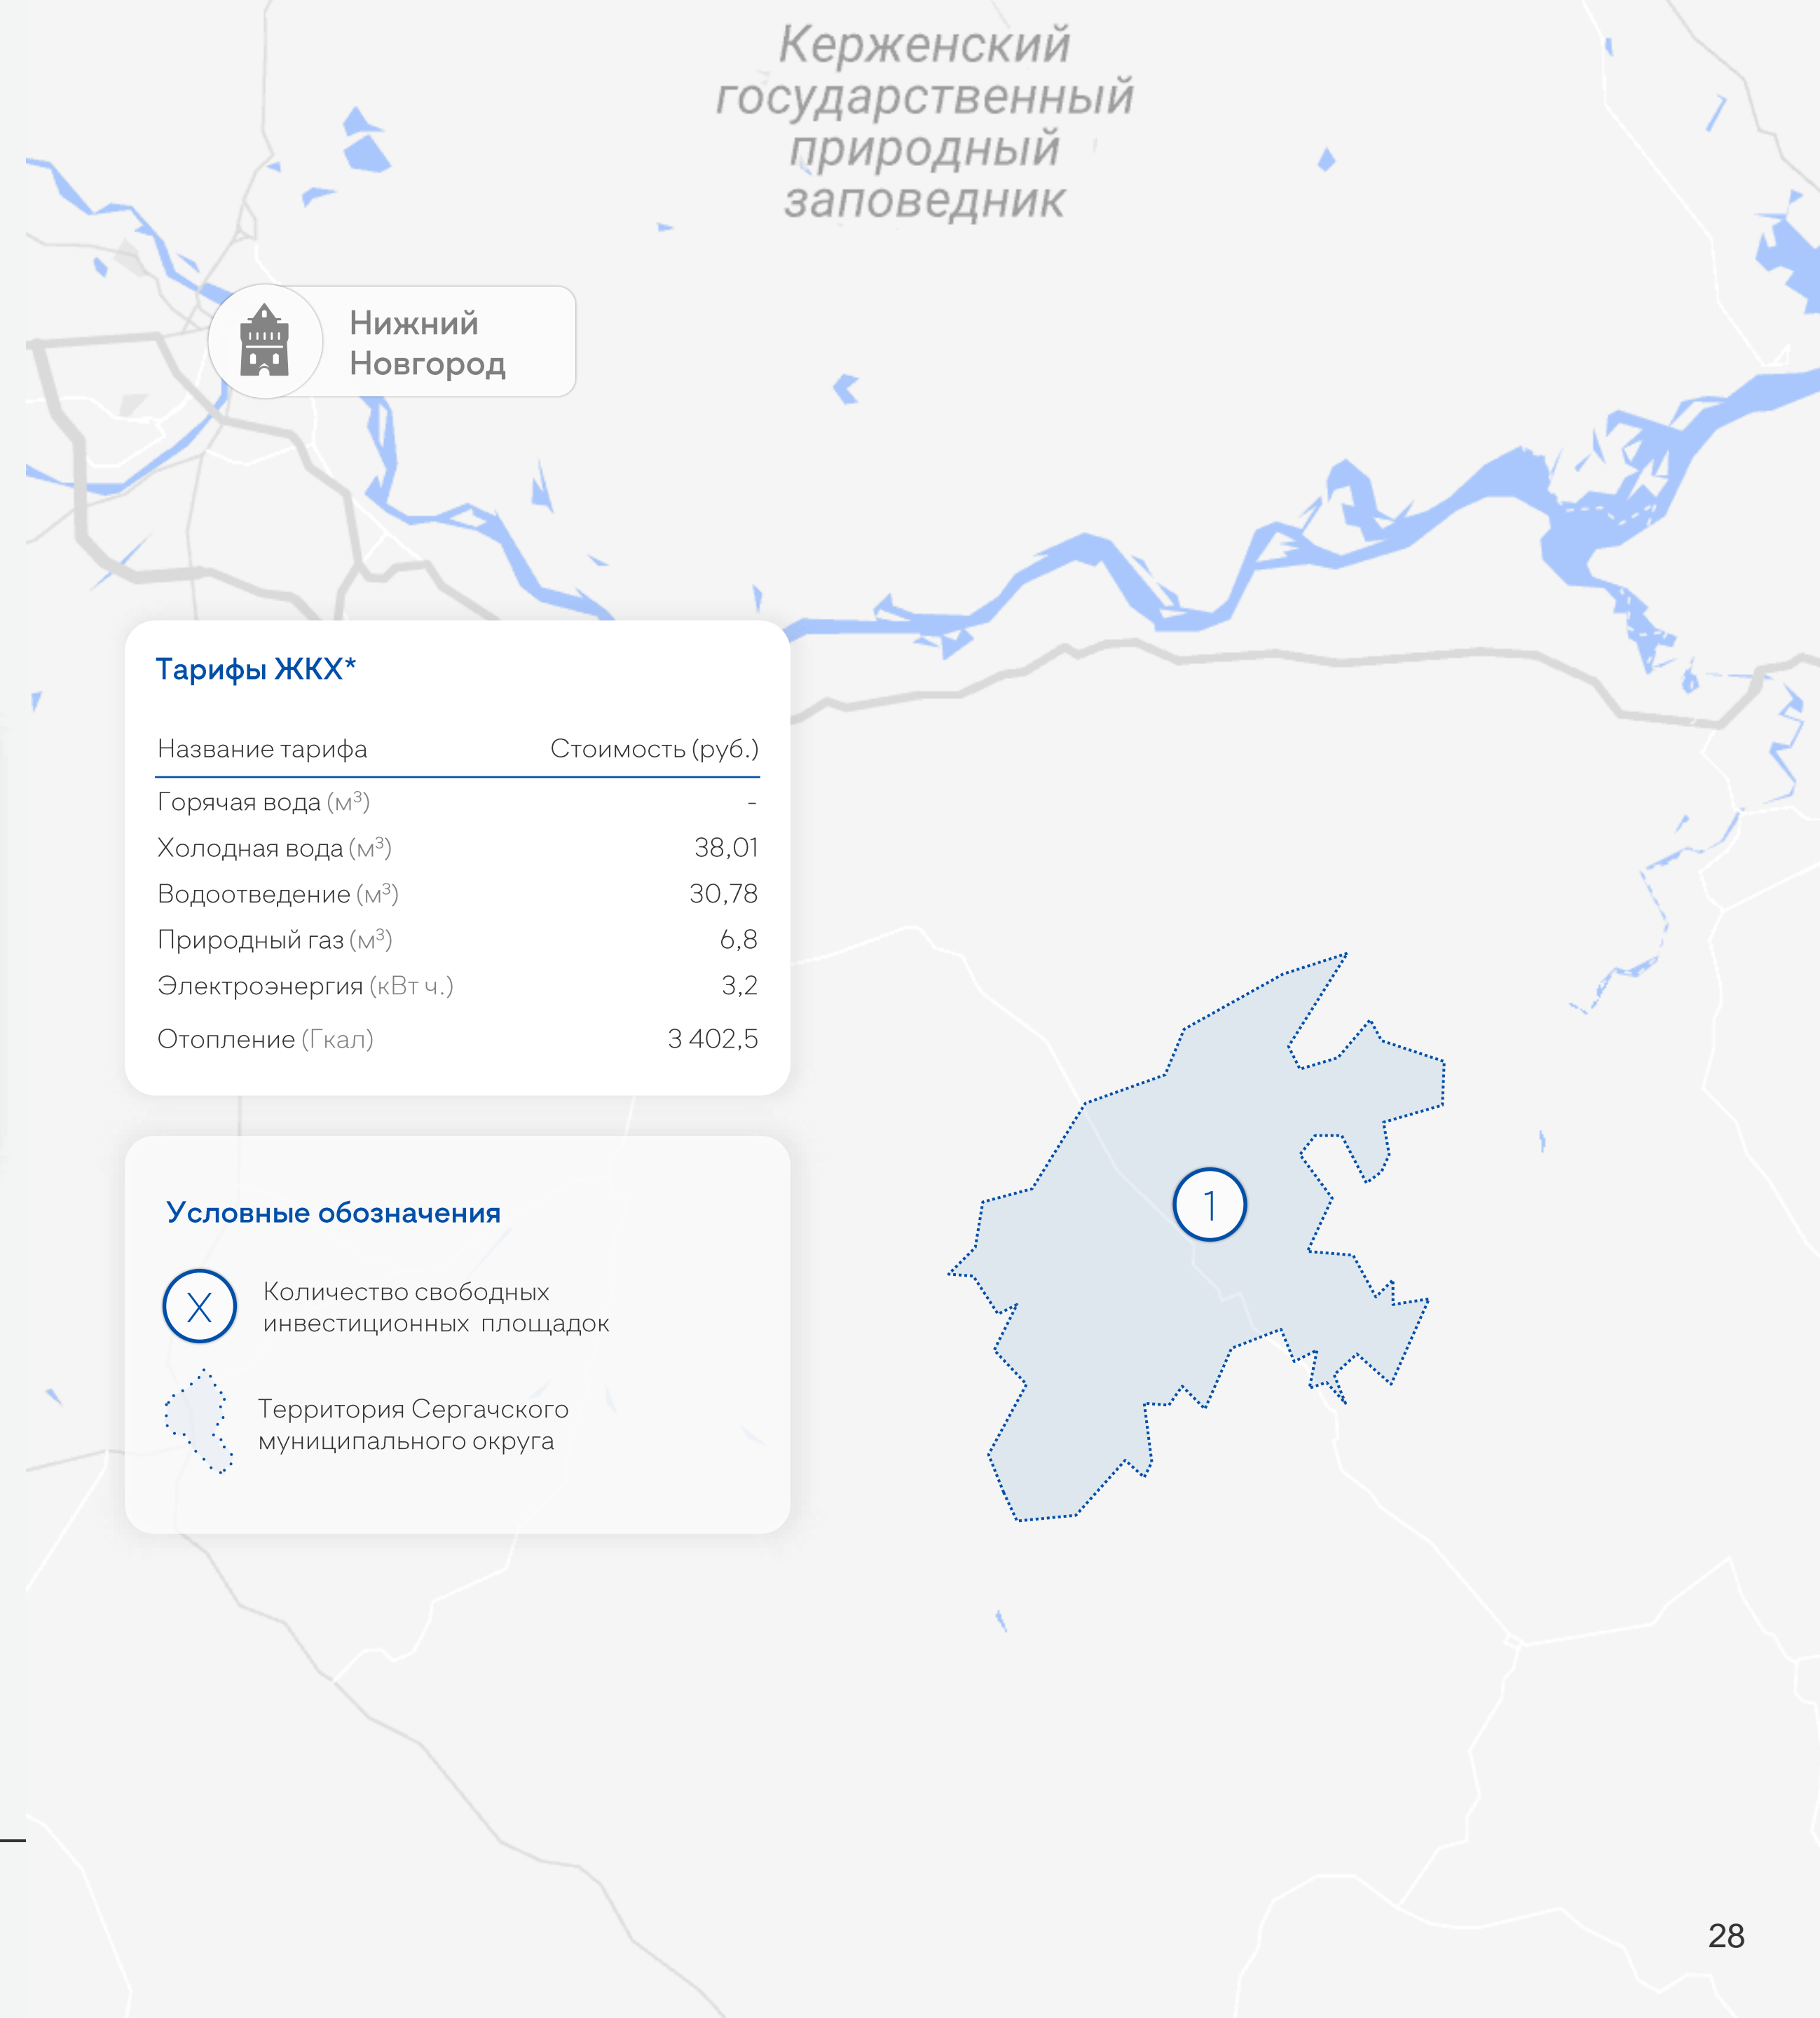 Керженский
государственный
природный
заповедник
Нижний
Новгород
Тарифы ЖКХ*
Название тарифа Стоимость (руб.)
Горячая вода (м³) -
Холодная вода (м³) 38,01
Водоотведение (м³) 30,78
Природный газ (м³) 6,8
Электроэнергия (кВт ч.) 3,2
Отопление (Гкал) 3 402,5
1
Условные обозначения
X
Количество свободных
инвестиционных площадок
Территория Сергачского
муниципального округа
28